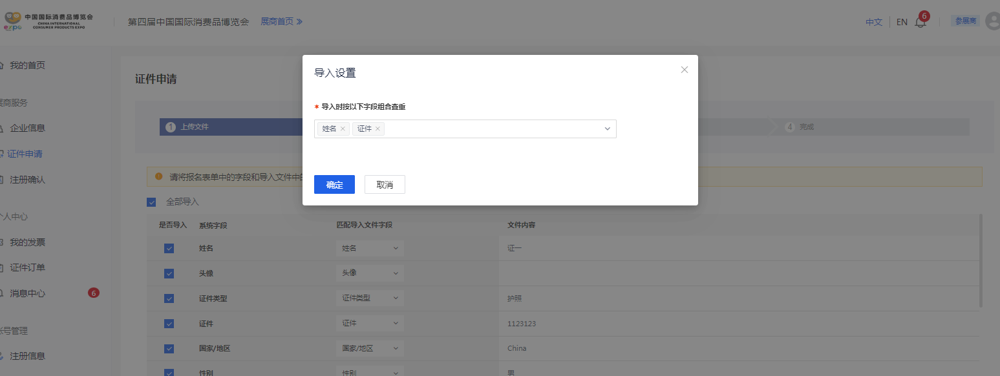 中国国际消费品博览会
CHINA INTERNATIONAL
CONSUMER PRODUCTS EXPO
expo
第四届中国国际消费品博览会 展商首页
中文 EN 6 参展商
我的首页
展商服务
企业信息
证件申请
注册确认
个人中心
我的发票
证件订单
消息中心 6
账号管理
注册信息
证件申请
1 上传文件
4 完成
请将报名表单中的字段和导入文件中的
全部导入
是否导入 系统字段 匹配导入文件字段 文件内容
姓名 姓名 证一
头像 头像
证件类型 证件类型 护照
证件 证件 1123123
国家/地区 国家/地区 China
性别 性别 男
导入设置
* 导入时按以下字段组合查重
姓名 证件
确定 取消